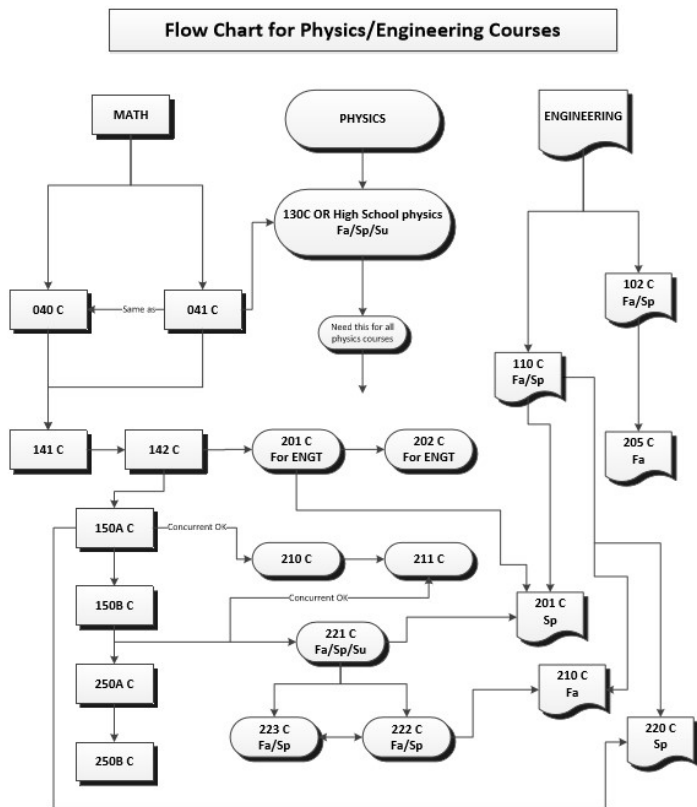 Flow Chart for Physics/Engineering Courses
MATH
PHYSICS
ENGINEERING
130C OR High School physics
Fa/Sp/Su
040 C
Same as
041 C
102 C
Fa/Sp
Need this for all
physics courses
110 C
Fa/Sp
141 C
142 C
201 C
For ENGT
202 C
For ENGT
205 C
Fa
150A C
Concurrent OK
210 C
211 C
150B C
Concurrent OK
201 C
Sp
221 C
Fa/Sp/Su
250A C
210 C
Fa
223 C
Fa/Sp
222 C
Fa/Sp
220 C
Sp
250B C